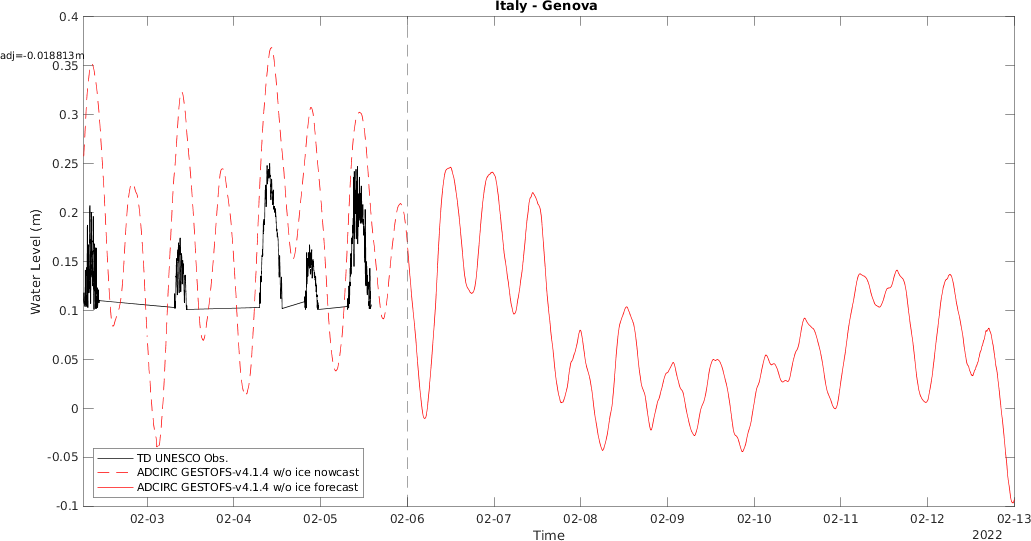 Italy - Genova
adj=-0.018813m
0.4
0.35
0.3
0.25
0.2
0.15
0.1
0.05
0
-0.05
-0.1
Water Level (m)
TD UNESCO Obs.
ADCIRC GESTOFS-v4.1.4 w/o ice nowcast
ADCIRC GESTOFS-v4.1.4 w/o ice forecast
02-03 02-04 02-05 02-06 02-07 02-08 02-09 02-10 02-11 02-12 02-13
Time
2022